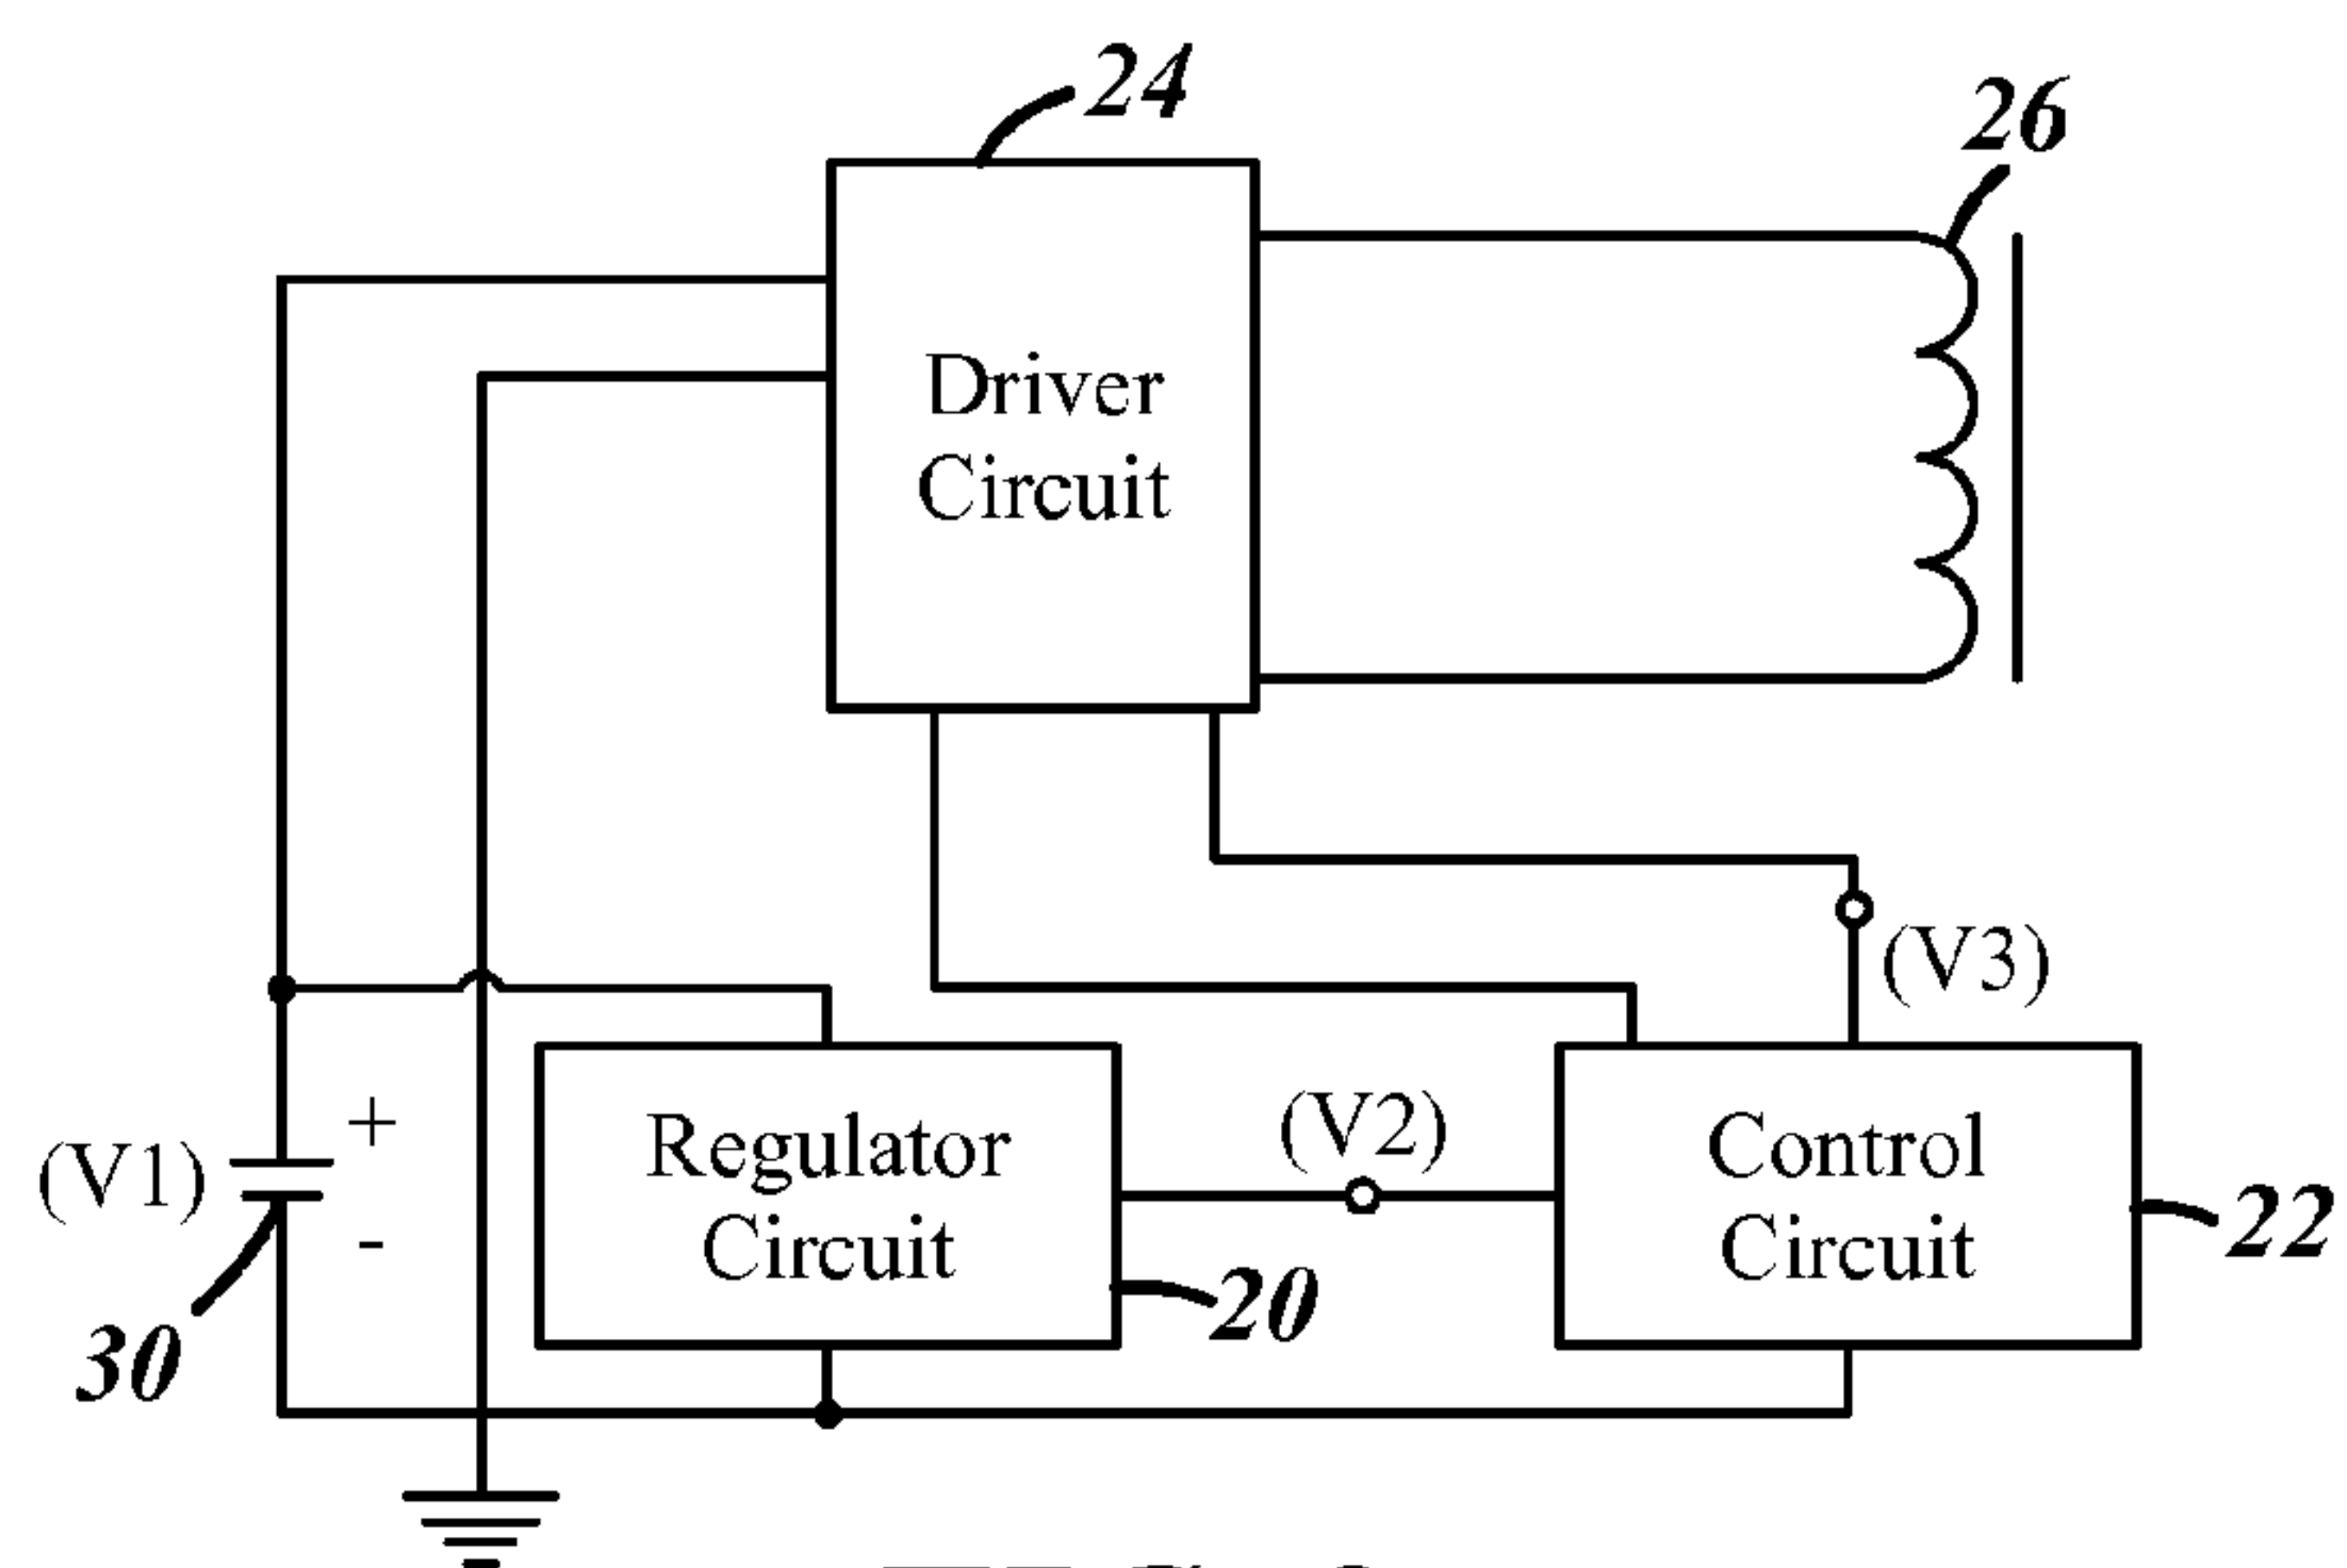 24
26
Driver
Circuit
(V3)
(V2)
+
(V1)
-
Regulator
Circuit
Control
Circuit
22
20
30